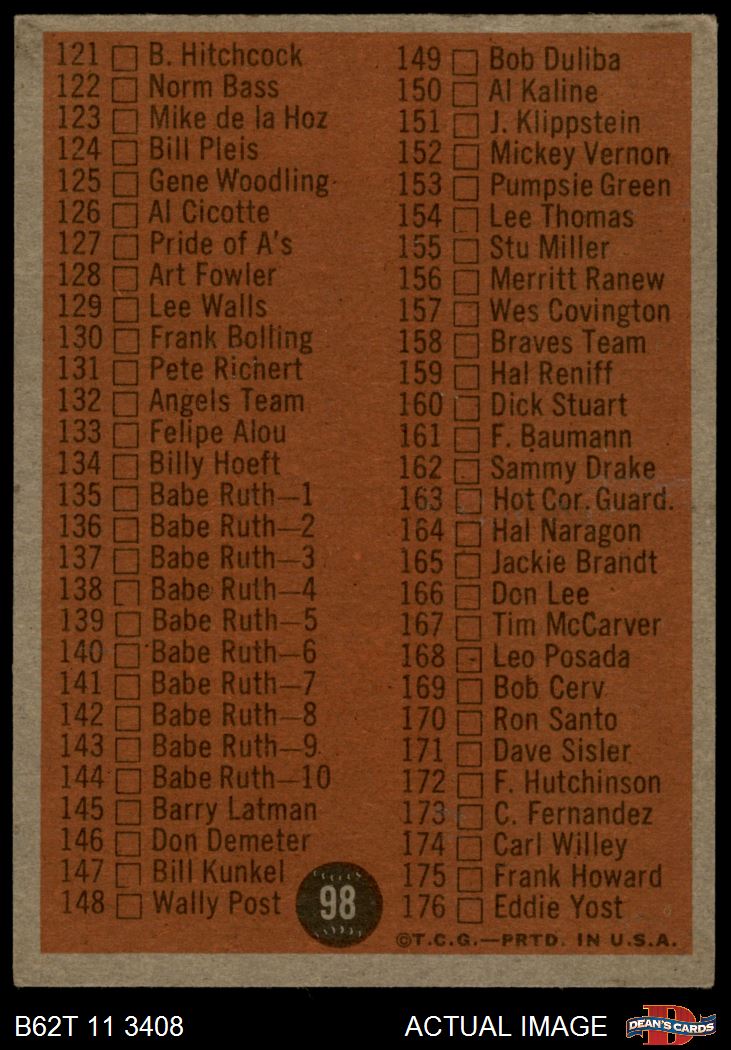 121 B. Hitchcock
122 Norm Bass
123 Mike de la Hoz
124 Bill Pleis
125 Gene Woodling
126 Al Cicotte
127 Pride of A's
128 Art Fowler
129 Lee Walls
130 Frank Bolling
131 Pete Richert
132 Angels Team
133 Felipe Alou
134 Billy Hoeft
135 Babe Ruth—1
136 Babe Ruth—2
137 Babe Ruth—3
138 Babe Ruth—4
139 Babe Ruth—5
140 Babe Ruth—6
141 Babe Ruth—7
142 Babe Ruth—8
143 Babe Ruth—9
144 Babe Ruth—10
145 Barry Latman
146 Don Demeter
147 Bill Kunkel
148 Wally Post
98
149 Bob Duliba
150 Al Kaline
151 J. Klippstein
152 Mickey Vernon
153 Pumpsie Green
154 Lee Thomas
155 Stu Miller
156 Merritt Ranew
157 Wes Covington
158 Braves Team
159 Hal Reniff
160 Dick Stuart
161 F. Baumann
162 Sammy Drake
163 Hot Cor. Guard.
164 Hal Naragon
165 Jackie Brandt
166 Don Lee
167 Tim McCarver
168 Leo Posada
169 Bob Cerv
170 Ron Santo
171 Dave Sisler
172 F. Hutchinson
173 C. Fernandez
174 Carl Willey
175 Frank Howard
176 Eddie Yost
©T.C.G.—PRTD. IN U.S.A.
B62T 11 3408
ACTUAL IMAGE
D
DEAN'S CARDS